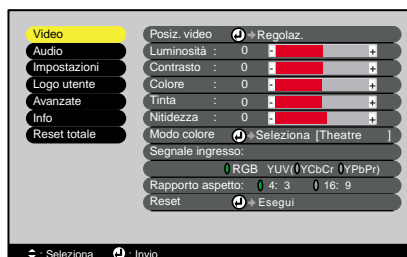 Video
Audio
Impostazioni
Logo utente
Avanzate
Info
Reset totale
Posiz. video Regolaz.
Luminosità : 0 - +
Contrasto : 0 - +
Colore : 0 - +
Tinta : 0 - +
Nitidezza : 0 - +
Modo colore Seleziona [Theatre ]
Segnale ingresso:
RGB YUV( YCbCr YPbPr)
Rapporto aspetto: 4: 3 16: 9
Reset Esegui
: Seleziona : Invio